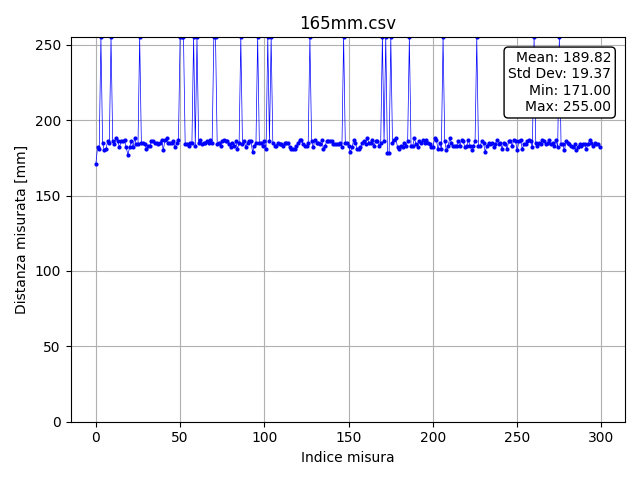 165mm.csv
Mean: 189.82
Std Dev: 19.37
Min: 171.00
Max: 255.00
Distanza misurata [mm]
250
200
150
100
50
0
0 50 100 150 200 250 300
Indice misura